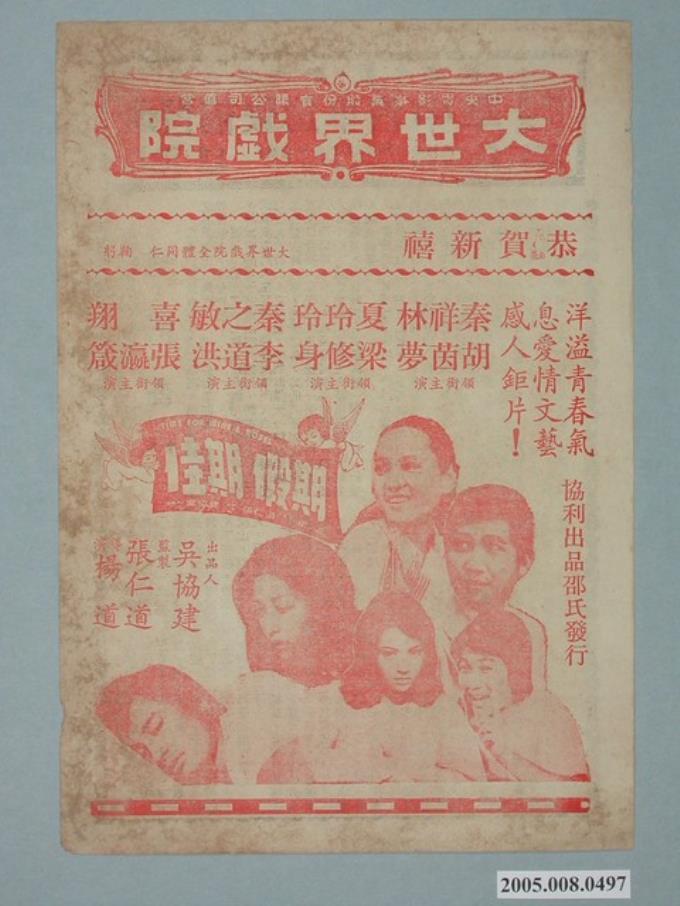 中央電影事業股份有限公司
大世界戲院
恭賀新禧 大世界戲院全體同仁 鞠躬
洋溢青春氣
息愛情文藝
感人鉅片！
協利出品邵氏發行
秦祥林 夏玲玲 秦之敏 喜翔
胡茵夢 梁修身 李道洪 張瀛箴
領銜主演 領銜主演 領銜主演 領銜主演
TIME FOR WINE & ROSES
佳期假期
出品人 吳協建
監製 張仁道
導演 楊道
2005.008.0497